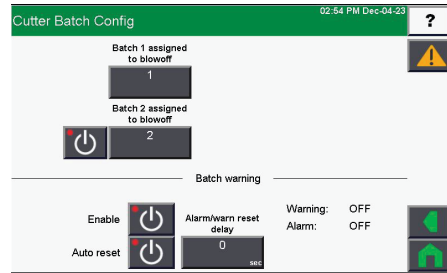 Cutter Batch Config
02:54 PM Dec-04-23
?
Batch 1 assigned
to blowoff
1
Batch 2 assigned
to blowoff
2
Batch warning
Enable
Alarm/warn reset
delay
0
sec
Warning: OFF
Alarm: OFF
Auto reset